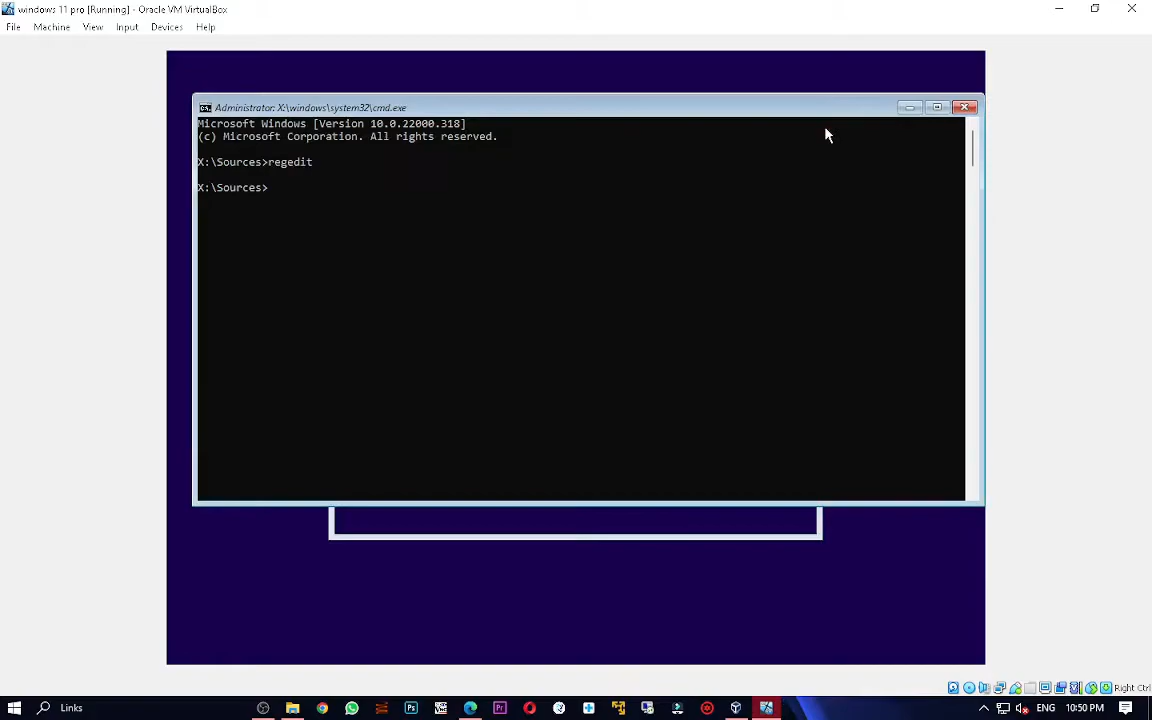 windows 11 pro [Running] - Oracle VM VirtualBox
File Machine View Input Devices Help
Administrator: X:\windows\system32\cmd.exe
Microsoft Windows [Version 10.0.22000.318]
(c) Microsoft Corporation. All rights reserved.
X:\Sources>regedit
X:\Sources>
Right Ctrl
Links
Ps
Pr
ENG
10:50 PM